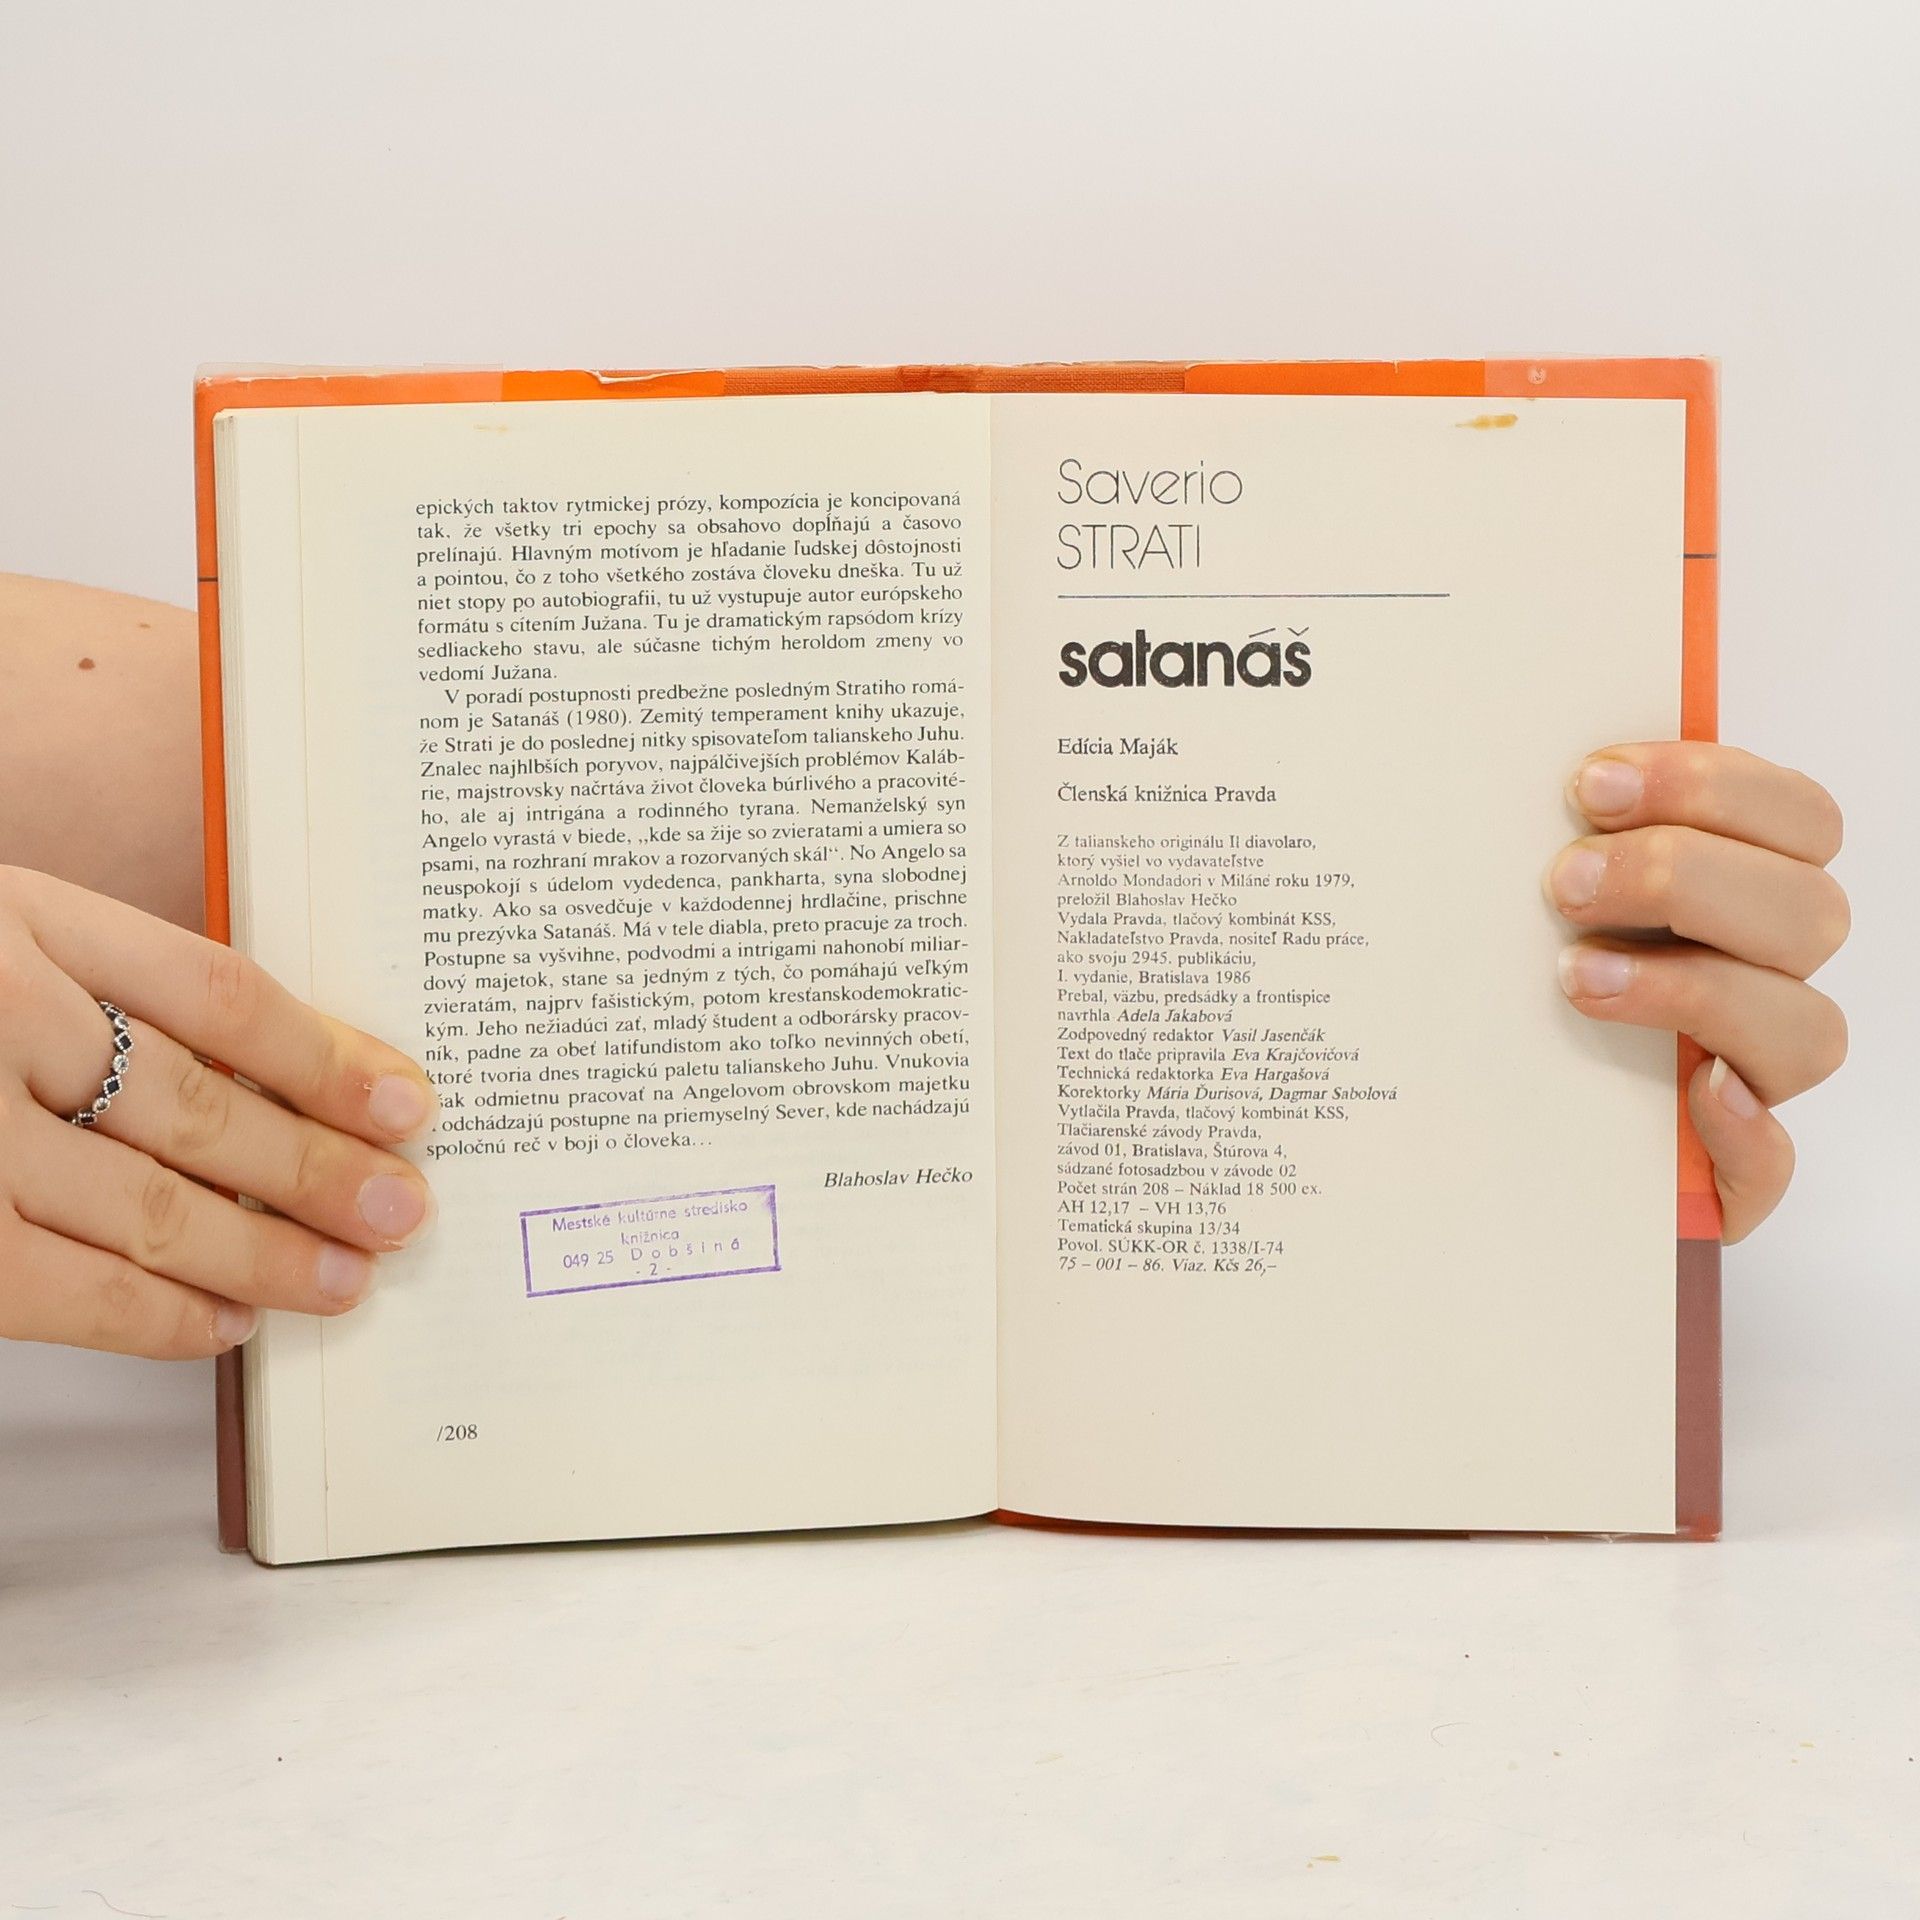 epických taktov rytmickej prózy, kompozícia je koncipovaná
tak, že všetky tri epochy sa obsahovo dopĺňajú a časovo
prelínajú. Hlavným motívom je hľadanie ľudskej dôstojnosti
a pointou, čo z toho všetkého zostáva človeku dneška. Tu už
niet stopy po autobiografii, tu už vystupuje autor európskeho
formátu s cítením Južana. Tu je dramatickým rapsódom krízy
sedliackeho stavu, ale súčasne tichým heroldom zmeny vo
vedomí Južana.
V poradí postupnosti predbežne posledným Stratiho romá-
nom je Satanáš (1980). Zemitý temperament knihy ukazuje,
že Strati je do poslednej nitky spisovateľom talianskeho Juhu.
Znalec najhlbších poryvov, najpálčivejších problémov Kaláb-
rie, majstrovsky načrtáva život človeka búrlivého a pracovité-
ho, ale aj intrigána a rodinného tyrana. Nemanželský syn
Angelo vyrastá v biede, „kde sa žije so zvieratami a umiera so
psami, na rozhraní mrakov a rozorvaných skál“. No Angelo sa
neuspokojí s údelom vydedenca, pankharta, syna slobodnej
matky. Ako sa osvedčuje v každodennej hrdlačine, prischne
mu prezývka Satanáš. Má v tele diabla, preto pracuje za troch.
Postupne sa vyšvihne, podvodmi a intrigami nahonobí miliar-
dový majetok, stane sa jedným z tých, čo pomáhajú veľkým
zvieratám, najprv fašistickým, potom kresťanskodemokratic-
kým. Jeho nežiadúci zať, mladý študent a odborársky pracov-
ník, padne za obeť latifundistom ako toľko nevinných obetí,
ktoré tvoria dnes tragickú paletu talianskeho Juhu. Vnukovia
šak odmietnu pracovať na Angelovom obrovskom majetku
odchádzajú postupne na priemyselný Sever, kde nachádzajú
spoločnú reč v boji o človeka…
Blahoslav Hečko
Mestské kultúrne stredisko
knižnica
049 25 Dobšiná
- 2 -
/208
Saverio
STRATI
satanáš
Edícia Maják
Členská knižnica Pravda
Z talianskeho originálu Il diavolaro,
ktorý vyšiel vo vydavateľstve
Arnoldo Mondadori v Miláne roku 1979,
preložil Blahoslav Hečko
Vydala Pravda, tlačový kombinát KSS,
Nakladateľstvo Pravda, nositeľ Radu práce,
ako svoju 2945. publikáciu,
I. vydanie, Bratislava 1986
Prebal, väzbu, predsádky a frontispice
navrhla Adela Jakabová
Zodpovedný redaktor Vasil Jasenčák
Text do tlače pripravila Eva Krajčovičová
Technická redaktorka Eva Hargašová
Korektorky Mária Ďurisová, Dagmar Sabolová
Vytlačila Pravda, tlačový kombinát KSS,
Tlačiarenské závody Pravda,
závod 01, Bratislava, Štúrova 4,
sádzané fotosadzbou v závode 02
Počet strán 208 – Náklad 18 500 ex.
AH 12,17 – VH 13,76
Tematická skupina 13/34
Povol. SÚKK-OR č. 1338/I-74
75 – 001 – 86. Viaz. Kčs 26,–